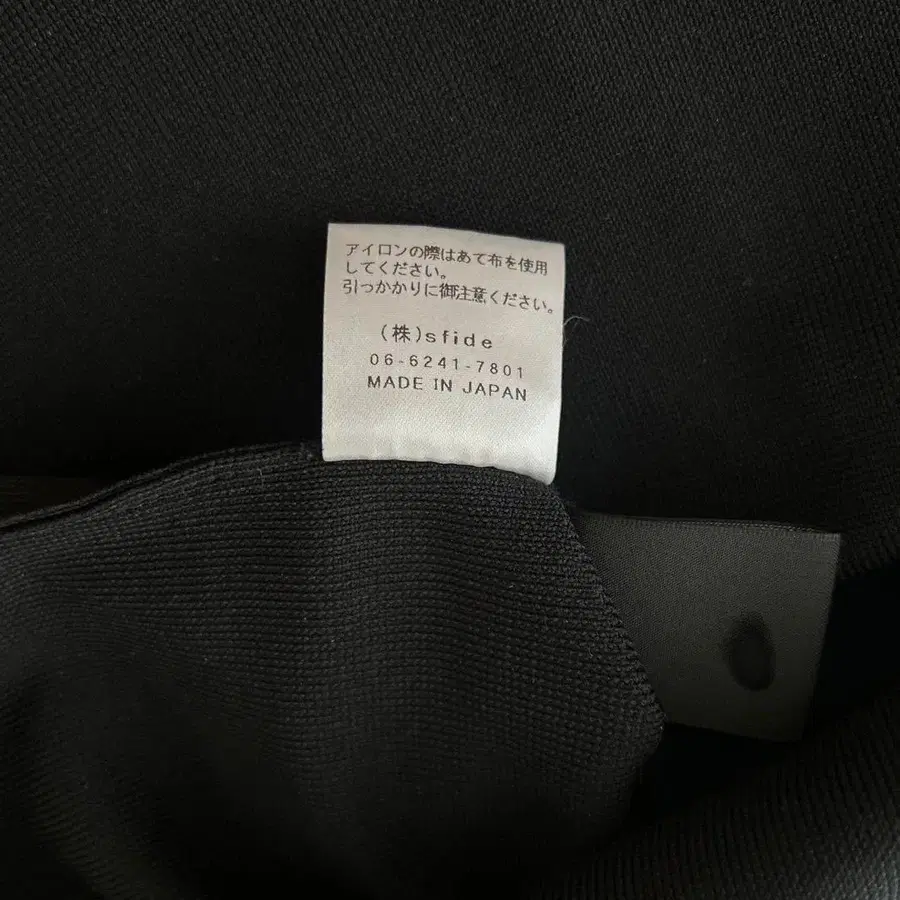 アイロンの際はあて布を使用
してください。
引っかかりに御注意ください。
(株)sfide
06-6241-7801
MADE IN JAPAN